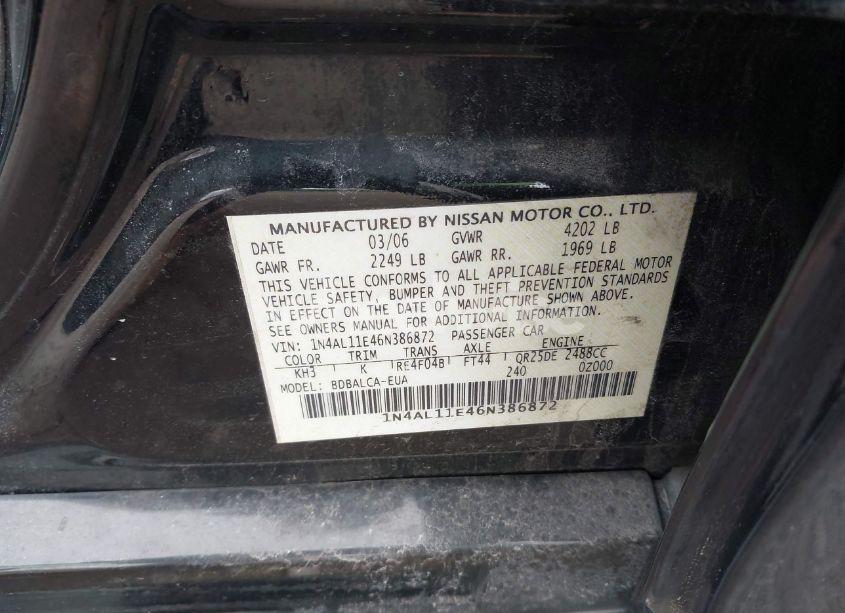 MANUFACTURED BY NISSAN MOTOR CO., LTD.
DATE 03/06 GVWR 4202 LB
GAWR FR. 2249 LB GAWR RR. 1969 LB
THIS VEHICLE CONFORMS TO ALL APPLICABLE FEDERAL MOTOR
VEHICLE SAFETY, BUMPER AND THEFT PREVENTION STANDARDS
IN EFFECT ON THE DATE OF MANUFACTURE SHOWN ABOVE.
SEE OWNERS MANUAL FOR ADDITIONAL INFORMATION.
VIN: 1N4AL11E46N386872 PASSENGER CAR
COLOR TRIM TRANS AXLE ENGINE
KH3 K RE4F04B FT44 QR25DE 2488CC
MODEL: BDBALCA-EUA 240 0Z000
1N4AL11E46N386872